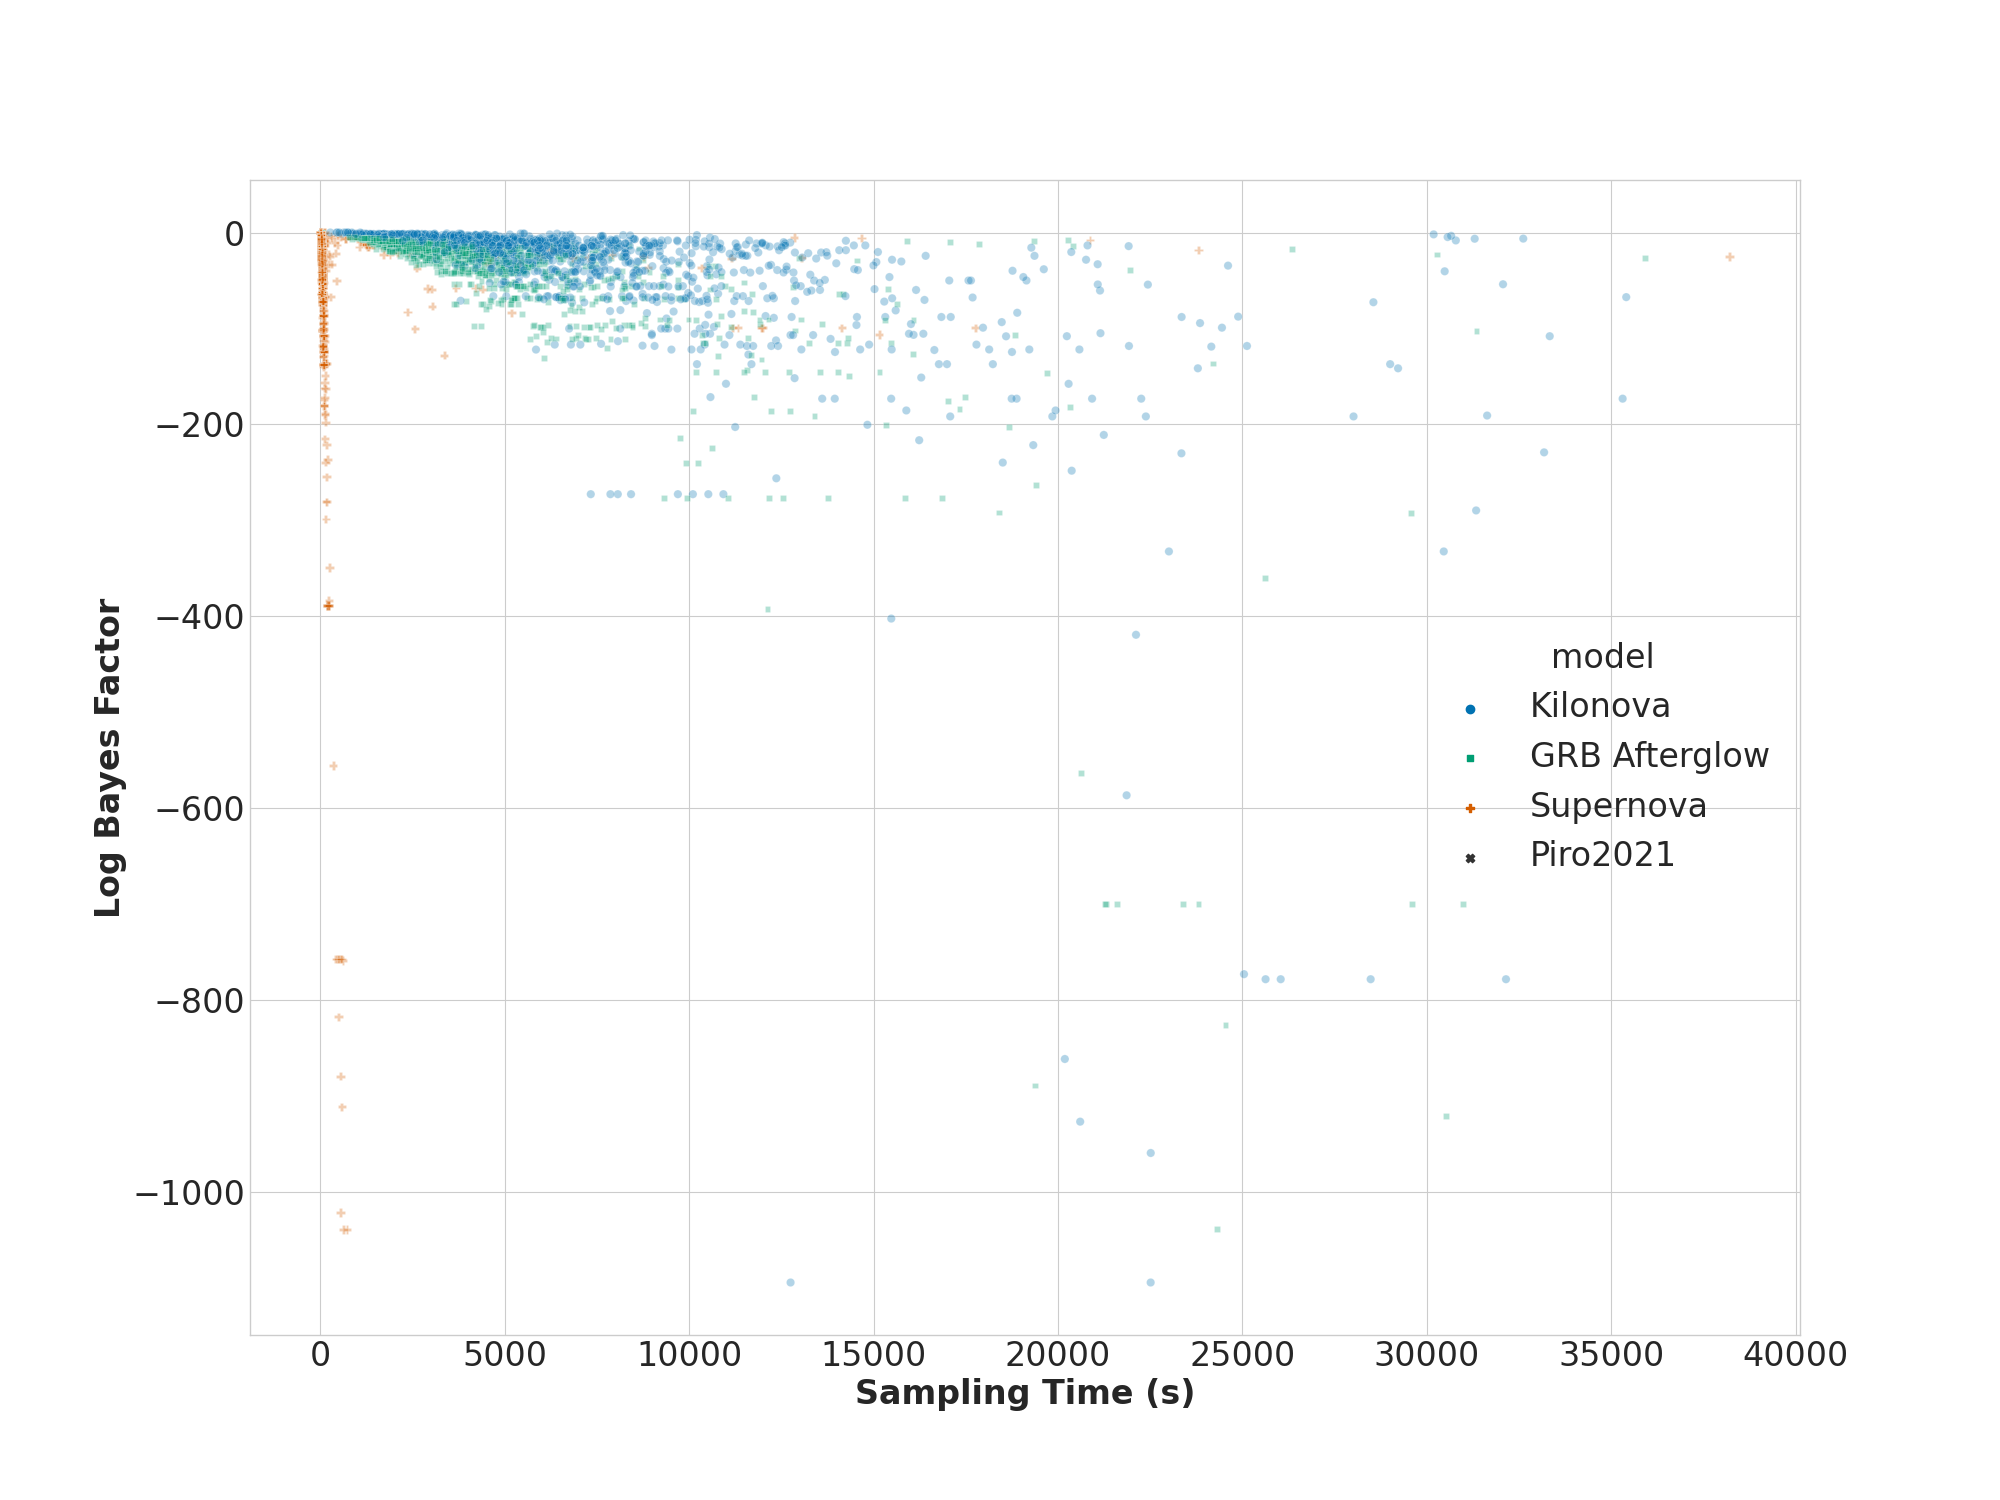 0
−200
−400
−600
−800
−1000
Log Bayes Factor
model
Kilonova
GRB Afterglow
Supernova
Piro2021
0 5000 10000 15000 20000 25000 30000 35000 40000
Sampling Time (s)